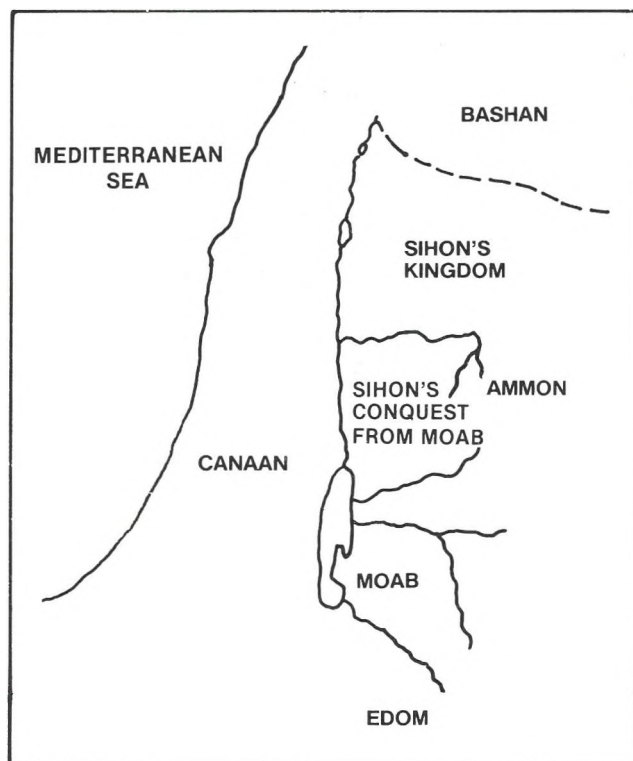 BASHAN
MEDITERRANEAN
SEA
SIHON'S
KINGDOM
SIHON'S
CONQUEST
FROM MOAB
AMMON
CANAAN
MOAB
EDOM